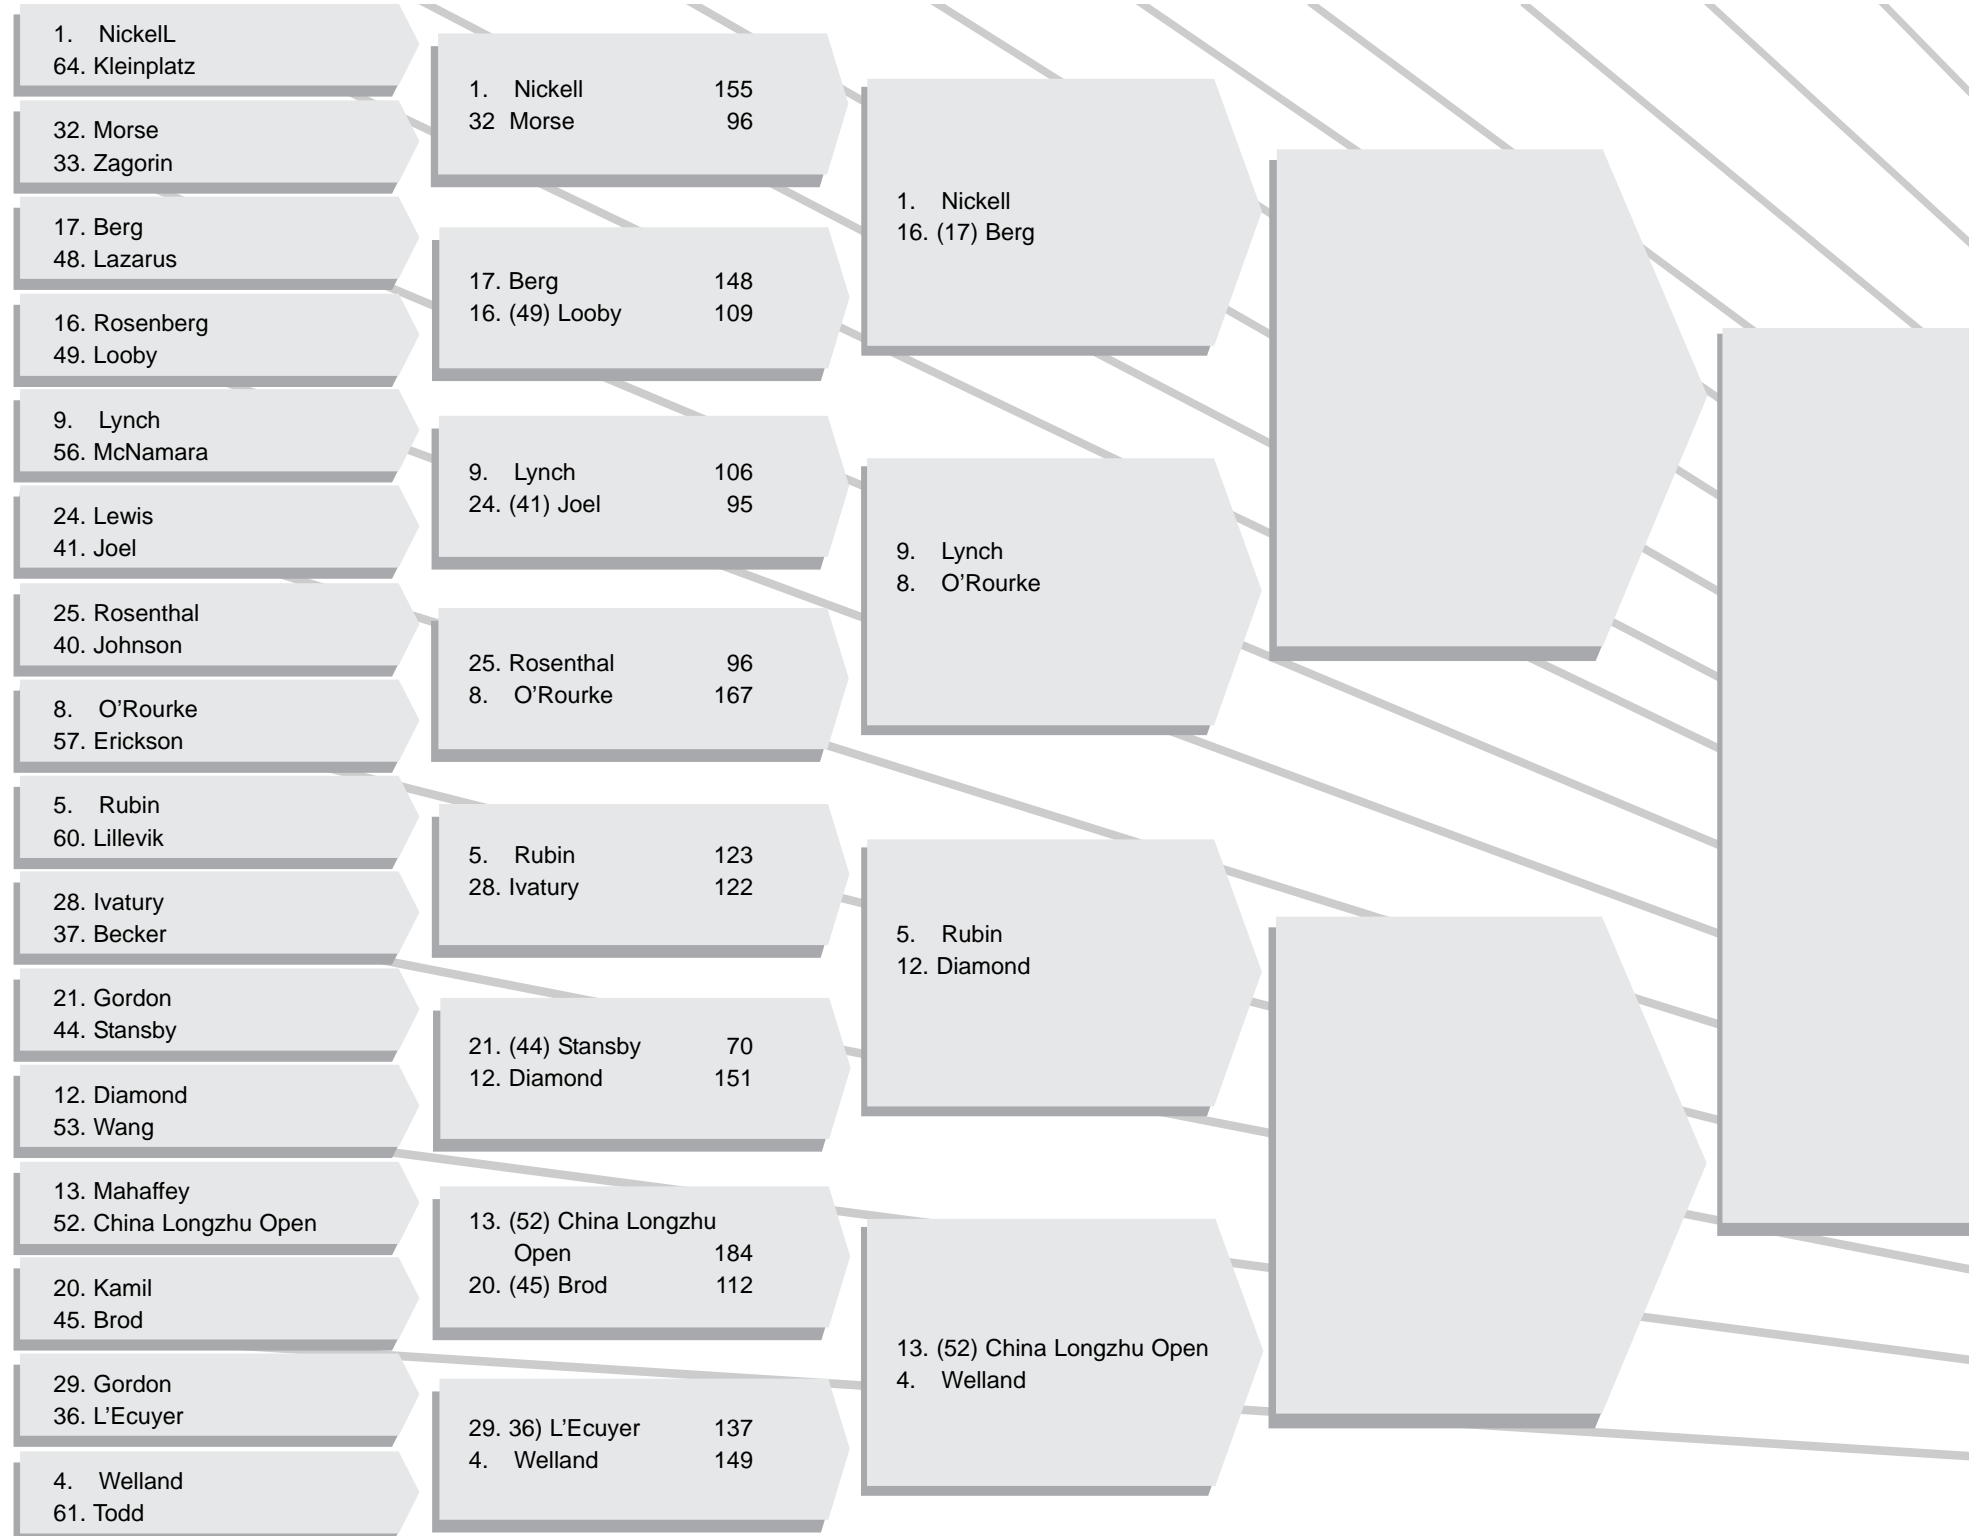 1. NickelL
64. Kleinplatz
32. Morse
33. Zagorin
17. Berg
48. Lazarus
16. Rosenberg
49. Looby
9. Lynch
56. McNamara
24. Lewis
41. Joel
25. Rosenthal
40. Johnson
8. O’Rourke
57. Erickson
5. Rubin
60. Lillevik
28. Ivatury
37. Becker
21. Gordon
44. Stansby
12. Diamond
53. Wang
13. Mahaffey
52. China Longzhu Open
20. Kamil
45. Brod
29. Gordon
36. L’Ecuyer
4. Welland
61. Todd
1. Nickell 155
32 Morse 96
17. Berg 148
16. (49) Looby 109
9. Lynch 106
24. (41) Joel 95
25. Rosenthal 96
8. O’Rourke 167
5. Rubin 123
28. Ivatury 122
21. (44) Stansby 70
12. Diamond 151
13. (52) China Longzhu
Open 184
20. (45) Brod 112
29. 36) L’Ecuyer 137
4. Welland 149
1. Nickell
16. (17) Berg
9. Lynch
8. O’Rourke
5. Rubin
12. Diamond
13. (52) China Longzhu Open
4. Welland